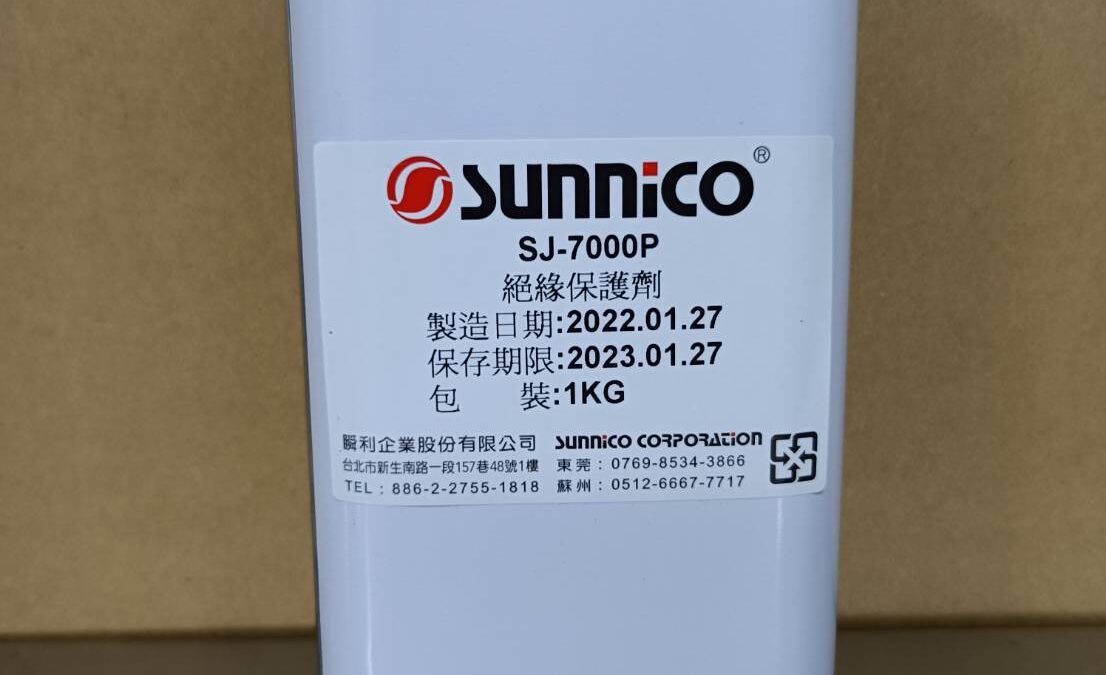 SUNNICO®
SJ-7000P
絕緣保護劑
製造日期:2022.01.27
保存期限:2023.01.27
包 裝:1KG
瞬利企業股份有限公司 SUNNICO CORPORATION
台北市新生南路一段157巷48號1樓 東莞:0769-8534-3866
TEL:886-2-2755-1818 蘇州:0512-6667-7717